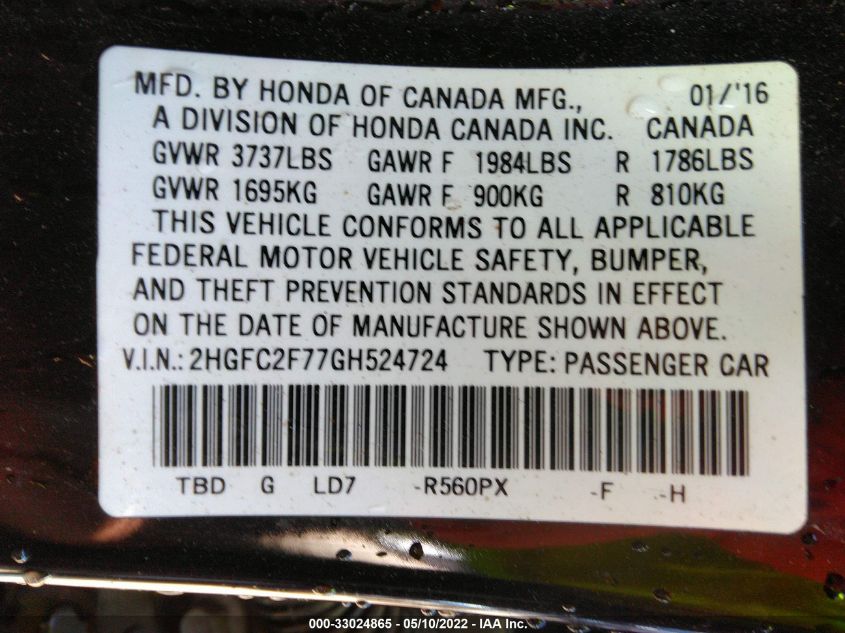 MFD. BY HONDA OF CANADA MFG., 01/'16
A DIVISION OF HONDA CANADA INC. CANADA
GVWR 3737LBS GAWR F 1984LBS R 1786LBS
GVWR 1695KG GAWR F 900KG R 810KG
THIS VEHICLE CONFORMS TO ALL APPLICABLE
FEDERAL MOTOR VEHICLE SAFETY, BUMPER,
AND THEFT PREVENTION STANDARDS IN EFFECT
ON THE DATE OF MANUFACTURE SHOWN ABOVE.
V.I.N.: 2HGFC2F77GH524724 TYPE: PASSENGER CAR
TBD G LD7 -R560PX -F -H
000-33024865 - 05/10/2022 - IAA Inc.